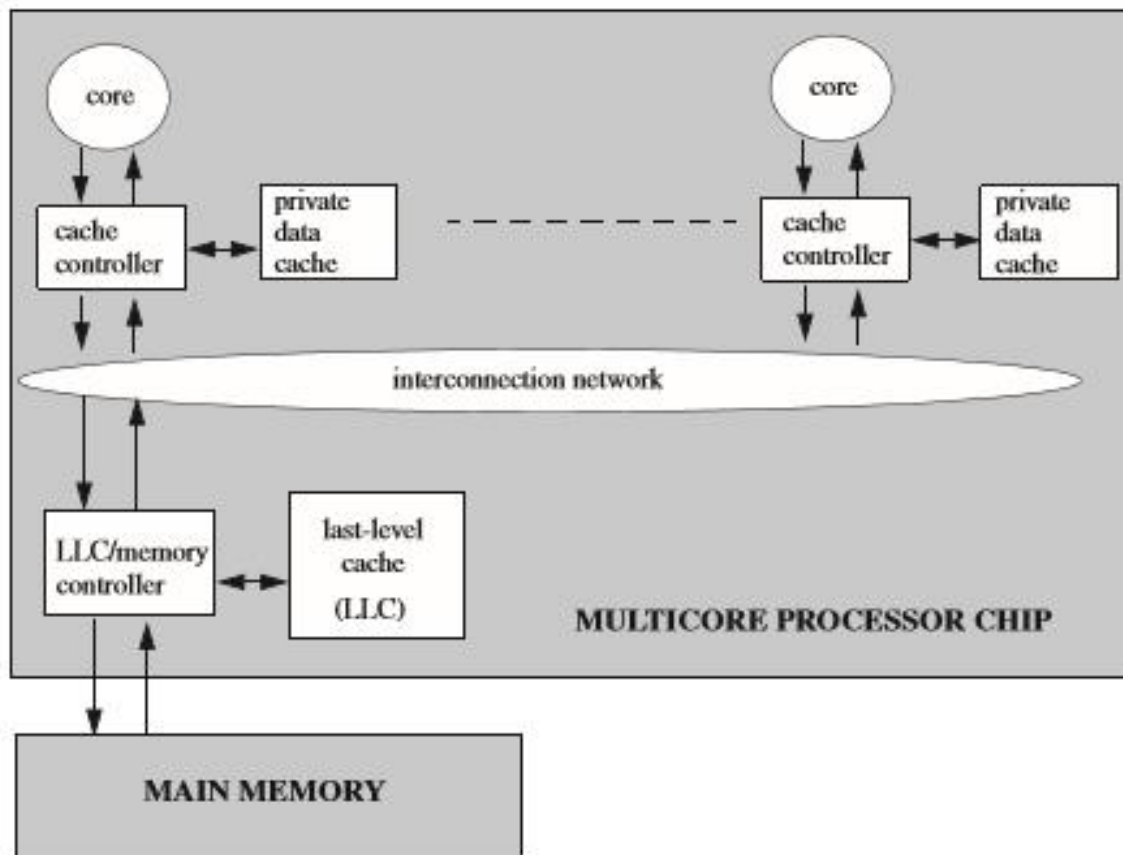 core
core
cache
controller
private
data
cache
cache
controller
private
data
cache
interconnection network
LLC/memory
controller
last-level
cache
(LLC)
MULTICORE PROCESSOR CHIP
MAIN MEMORY